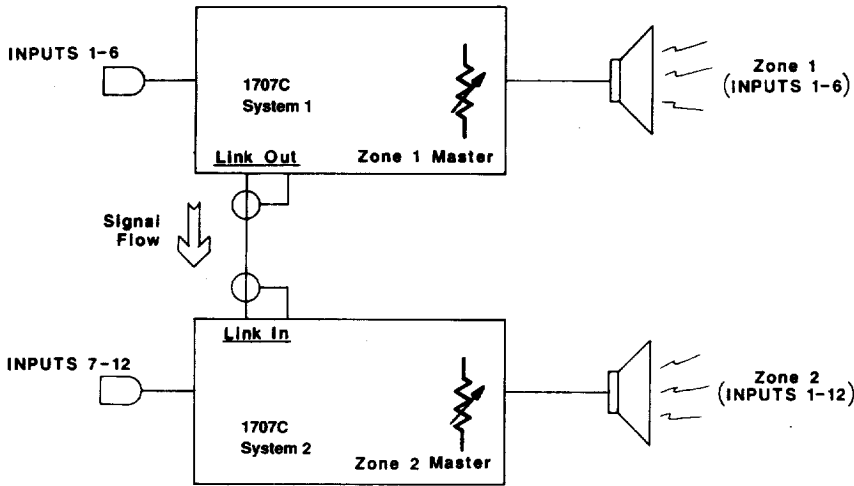 INPUTS 1-6
1707C
System 1
Link Out
Zone 1 Master
Zone 1
(INPUTS 1-6)
Signal
Flow
Link In
INPUTS 7-12
1707C
System 2
Zone 2 Master
Zone 2
(INPUTS 1-12)